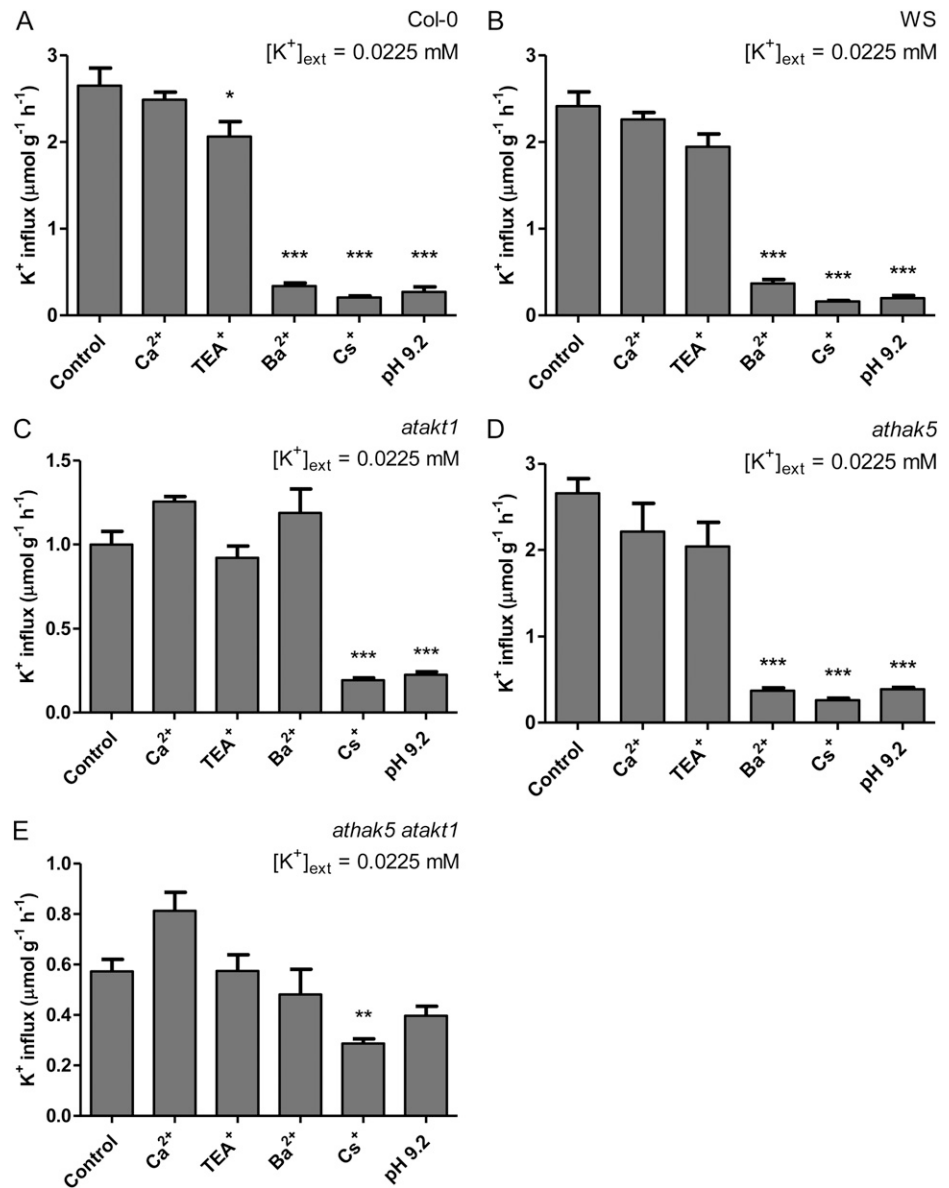 A
Col-0
[K⁺]ext = 0.0225 mM
K⁺ influx (μmol g⁻¹ h⁻¹)
3
2
1
0
*
***
***
***
Control
Ca²⁺
TEA⁺
Ba²⁺
Cs⁺
pH 9.2
B
WS
[K⁺]ext = 0.0225 mM
K⁺ influx (μmol g⁻¹ h⁻¹)
3
2
1
0
***
***
***
Control
Ca²⁺
TEA⁺
Ba²⁺
Cs⁺
pH 9.2
C
atakt1
[K⁺]ext = 0.0225 mM
K⁺ influx (μmol g⁻¹ h⁻¹)
1.5
1.0
0.5
0.0
***
***
Control
Ca²⁺
TEA⁺
Ba²⁺
Cs⁺
pH 9.2
D
athak5
[K⁺]ext = 0.0225 mM
K⁺ influx (μmol g⁻¹ h⁻¹)
3
2
1
0
***
***
***
Control
Ca²⁺
TEA⁺
Ba²⁺
Cs⁺
pH 9.2
E
athak5 atakt1
[K⁺]ext = 0.0225 mM
K⁺ influx (μmol g⁻¹ h⁻¹)
1.0
0.8
0.6
0.4
0.2
0.0
**
Control
Ca²⁺
TEA⁺
Ba²⁺
Cs⁺
pH 9.2